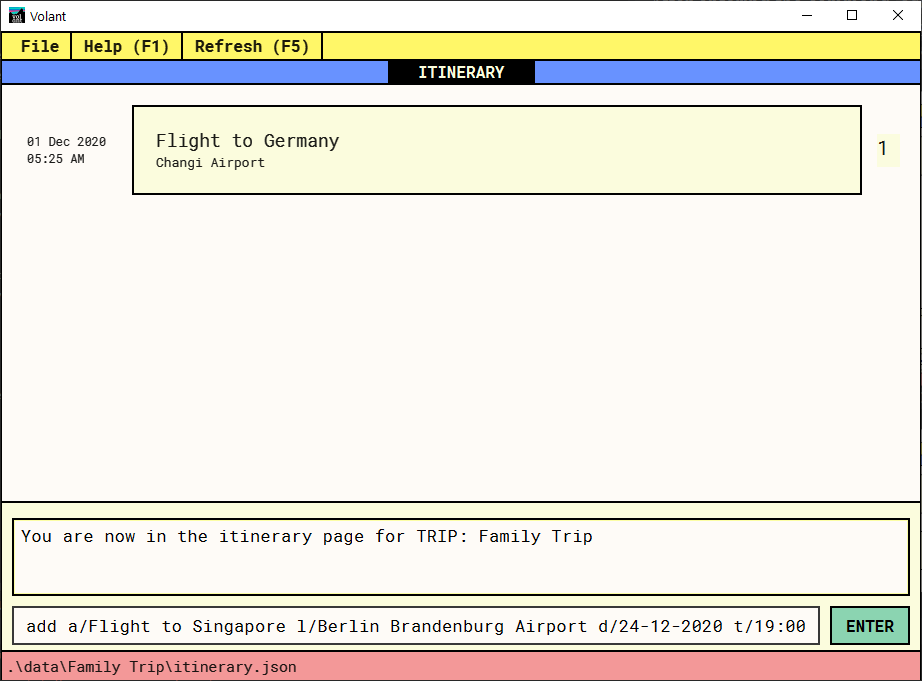 Volant
File Help (F1) Refresh (F5)
ITINERARY
01 Dec 2020
05:25 AM
Flight to Germany
Changi Airport
1
You are now in the itinerary page for TRIP: Family Trip
add a/Flight to Singapore l/Berlin Brandenburg Airport d/24-12-2020 t/19:00
ENTER
.\data\Family Trip\itinerary.json